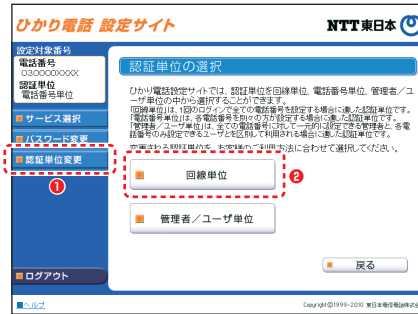 ひかり電話 設定サイト
NTT東日本
設定対象番号
電話番号
030000XXXX
認証単位
電話番号単位
サービス選択
パスワード変更
認証単位変更
❶
ログアウト
ヘルプ
認証単位の選択
ひかり電話設定サイトでは、認証単位を回線単位、電話番号単位、管理者/ユ
ーザ単位の中から選択することができます。
「回線単位」は、1回のログインで全ての電話番号を設定する場合に適した認証単位です。
「電話番号単位」は、各電話番号を別々の方が設定する場合に適した認証単位です。
「管理者/ユーザ単位」は、全ての電話番号に対して一元的に設定できる管理者と、各電
話番号のみ設定できるユーザとを区別して利用される場合に適した認証単位です。
変更される認証単位を、お客様のご利用方法に合わせて選択してください。
回線単位
❷
管理者/ユーザ単位
戻る
Copyright©1999-2010 東日本電信電話株式会